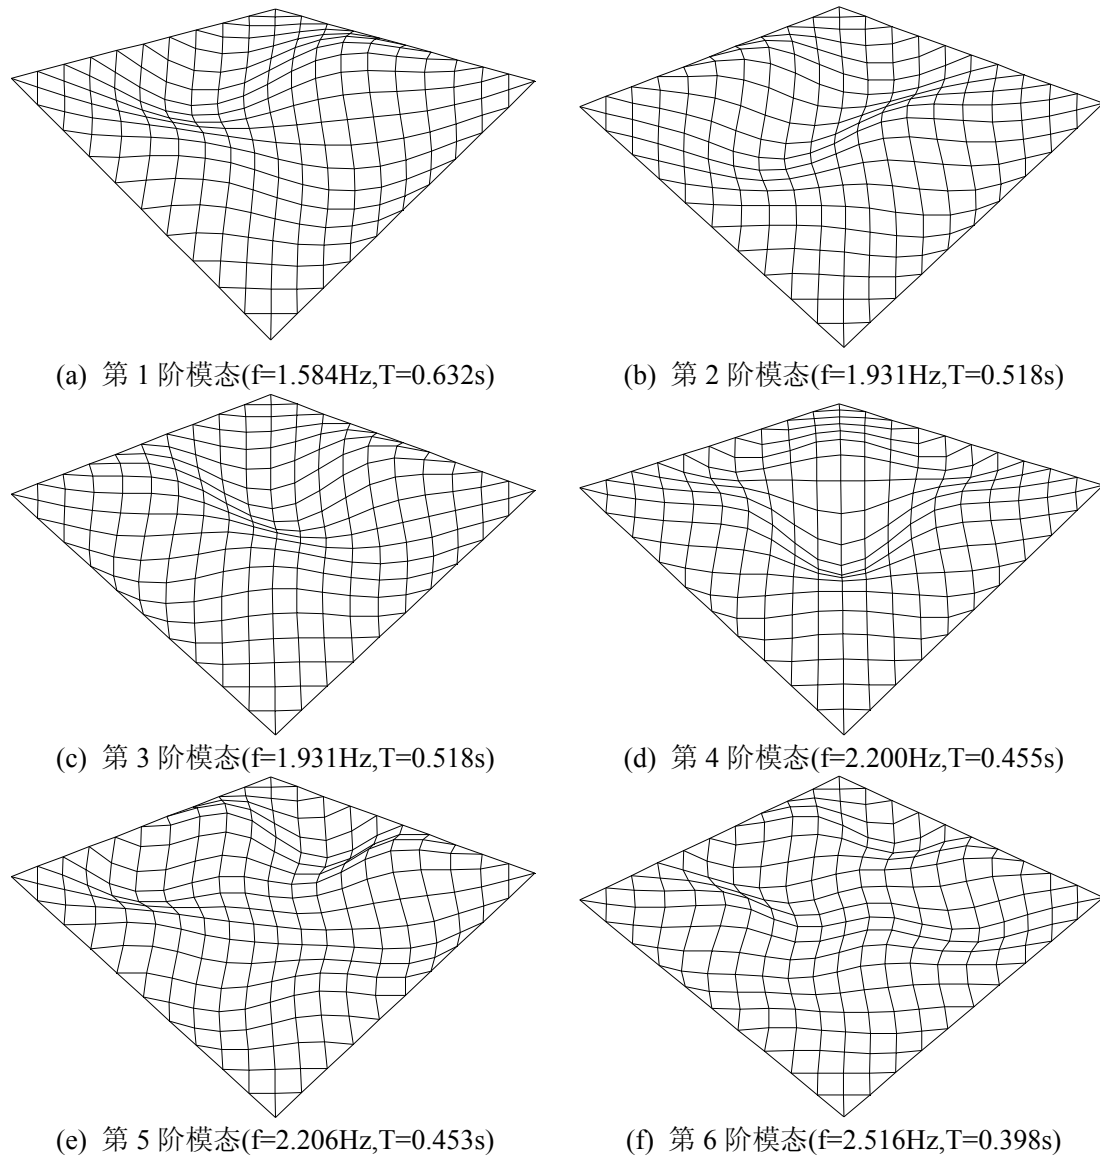 (a) 第 1 阶模态(f=1.584Hz,T=0.632s)
(b) 第 2 阶模态(f=1.931Hz,T=0.518s)
(c) 第 3 阶模态(f=1.931Hz,T=0.518s)
(d) 第 4 阶模态(f=2.200Hz,T=0.455s)
(e) 第 5 阶模态(f=2.206Hz,T=0.453s)
(f) 第 6 阶模态(f=2.516Hz,T=0.398s)